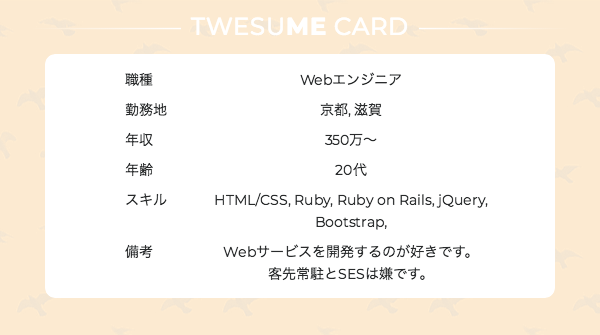 TWESUME CARD
職種 Webエンジニア
勤務地 京都, 滋賀
年収 350万〜
年齢 20代
スキル HTML/CSS, Ruby, Ruby on Rails, jQuery,
Bootstrap,
備考 Webサービスを開発するのが好きです。
客先常駐とSESは嫌です。